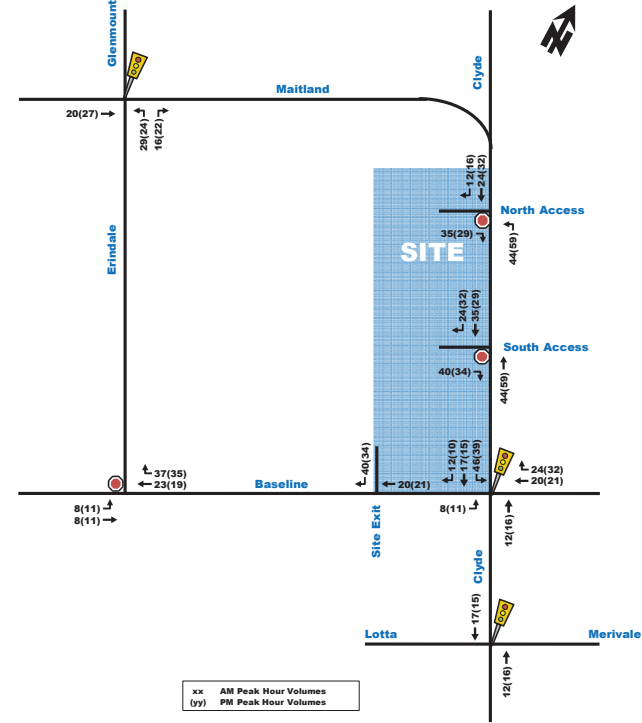 Glenmount
Clyde
Maitland
20(27)
29(24)
16(22)
12(16)
24(32)
North Access
35(29)
44(59)
SITE
Erindale
24(32)
35(29)
South Access
40(34)
44(59)
40(34)
12(10)
17(15)
46(39)
37(35)
23(19)
Baseline
20(21)
24(32)
20(21)
8(11)
8(11)
8(11)
12(16)
Site Exit
Clyde
17(15)
Lotta
Merivale
12(16)
xx AM Peak Hour Volumes
(yy) PM Peak Hour Volumes